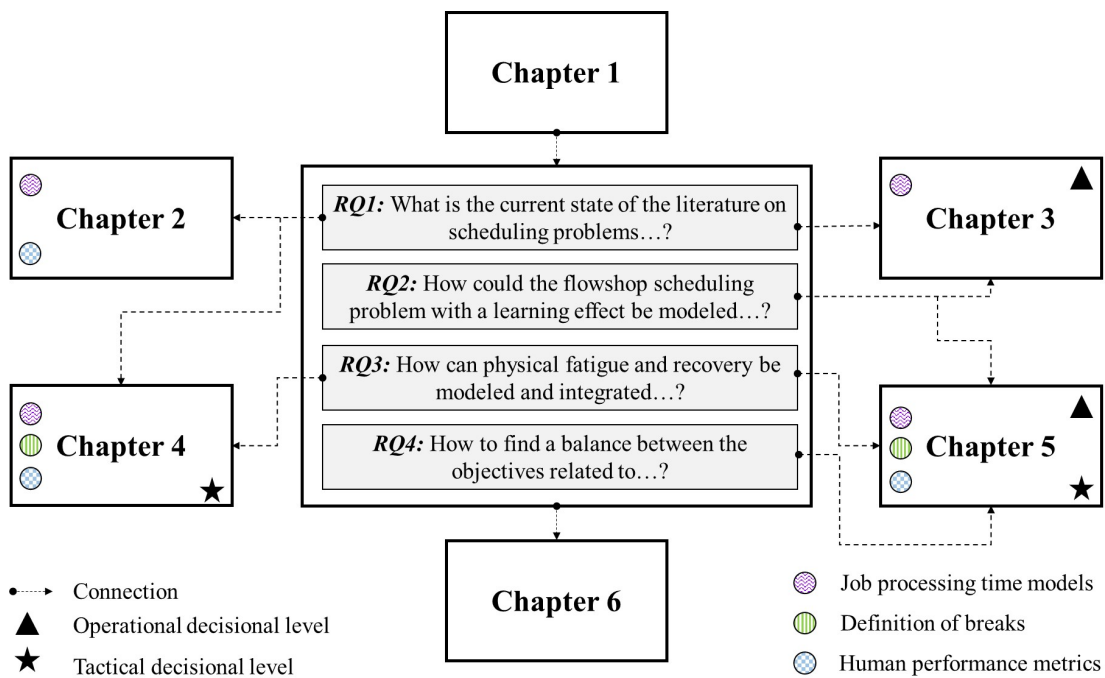 Chapter 1
Chapter 2
RQ1: What is the current state of the literature on
scheduling problems…?
Chapter 3
RQ2: How could the flowshop scheduling
problem with a learning effect be modeled…?
RQ3: How can physical fatigue and recovery be
modeled and integrated…?
Chapter 4
RQ4: How to find a balance between the
objectives related to…?
Chapter 5
Chapter 6
Connection
Operational decisional level
Tactical decisional level
Job processing time models
Definition of breaks
Human performance metrics